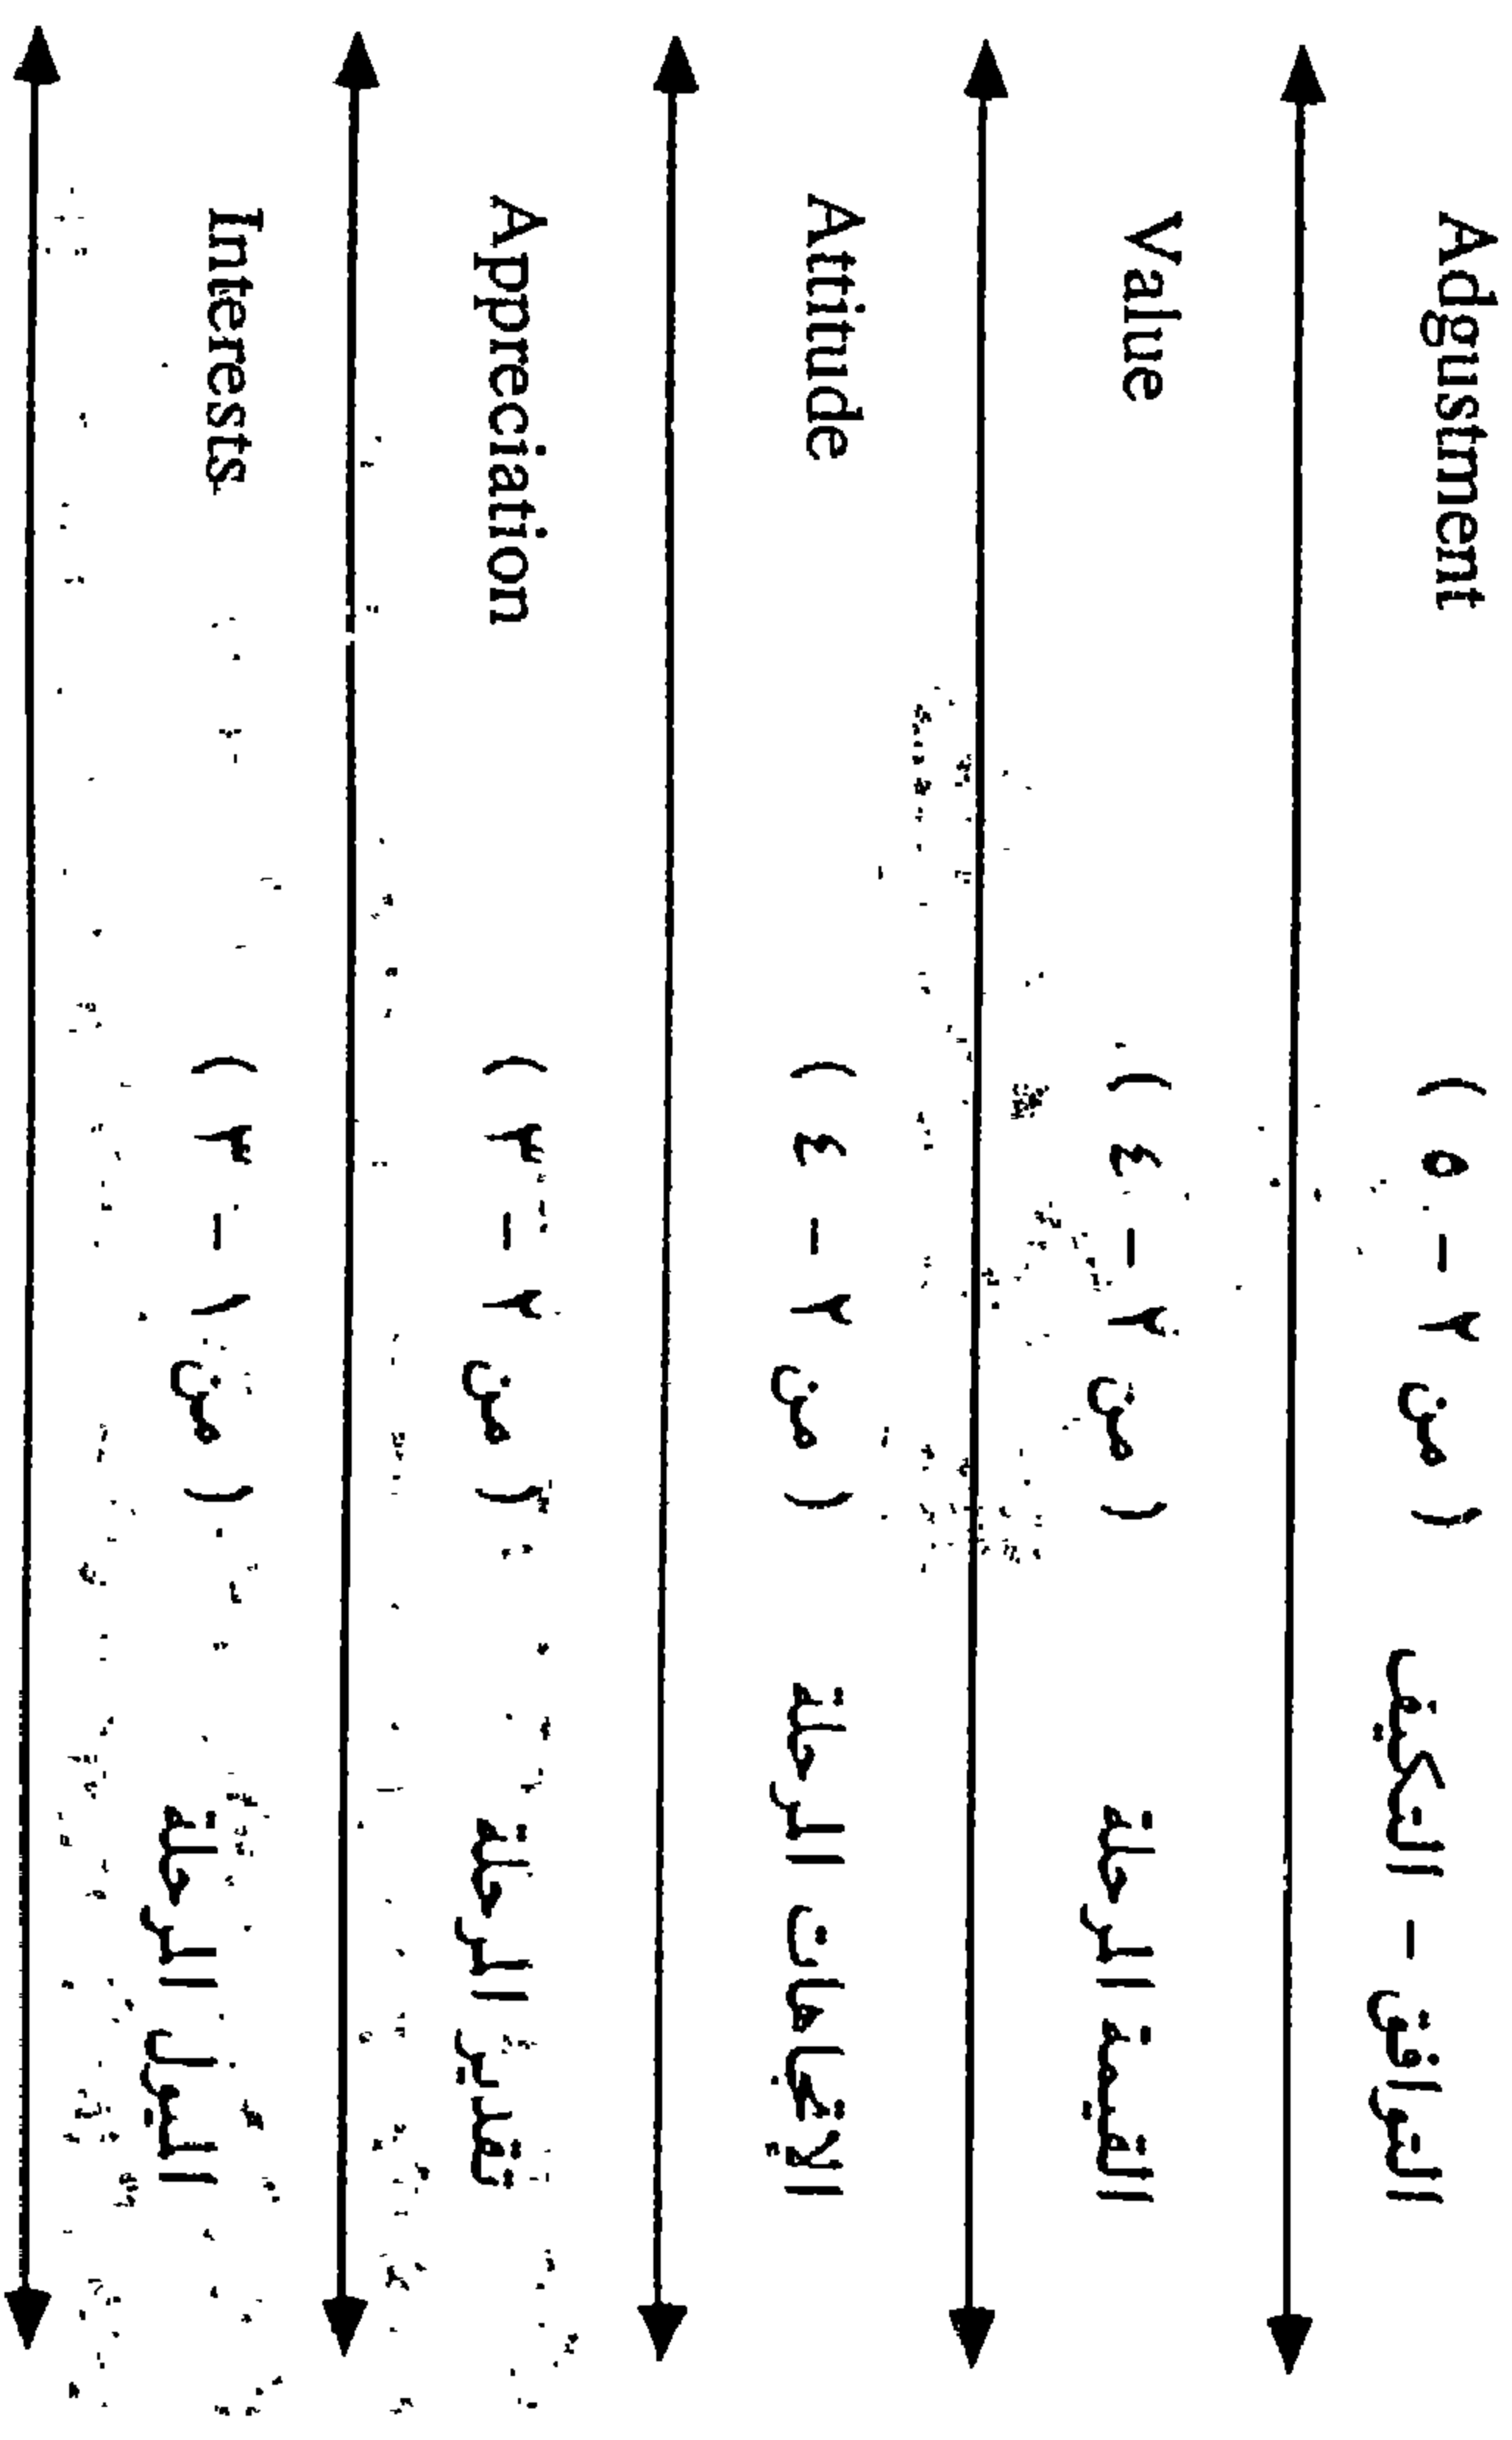 التوافق - التكيف ( من ٢ - ٥ ) Adgustment
القيمة المرحلة ( من ٢ - ٤ ) Value
الإتجاهات المرحلة ( من ٢ - ٤ ) Attitude
تقدير المرحلة ( من ٢ - ٣ ) Appreciation
الميول المرحلة ( من ١ - ٣ ) Interests